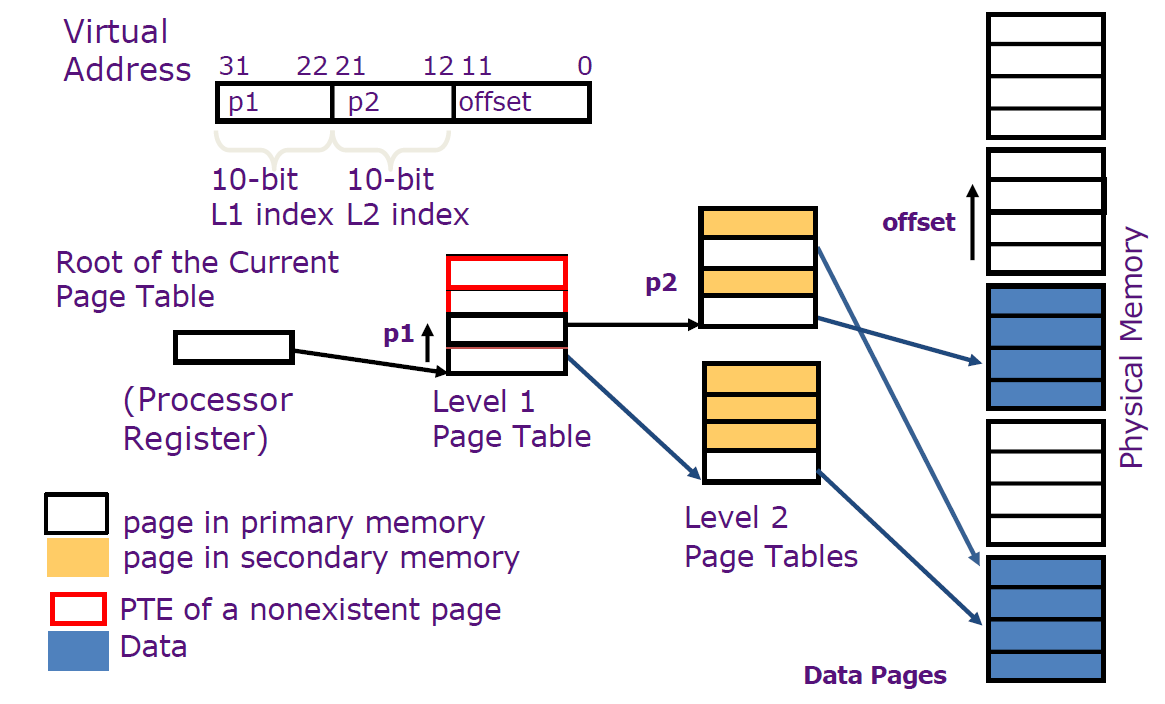 Virtual
Address
31 22 21 12 11 0
p1 p2 offset
10-bit 10-bit
L1 index L2 index
Root of the Current
Page Table
p1
p2
offset
(Processor
Register)
Level 1
Page Table
Level 2
Page Tables
Physical Memory
page in primary memory
page in secondary memory
PTE of a nonexistent page
Data
Data Pages